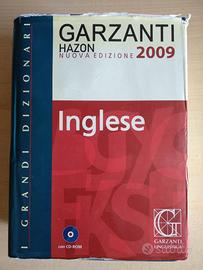 I GRANDI DIZIONARI
GARZANTI
HAZON
NUOVA EDIZIONE 2009
Inglese
con CD-ROM
GARZANTI
LINGUISTICA